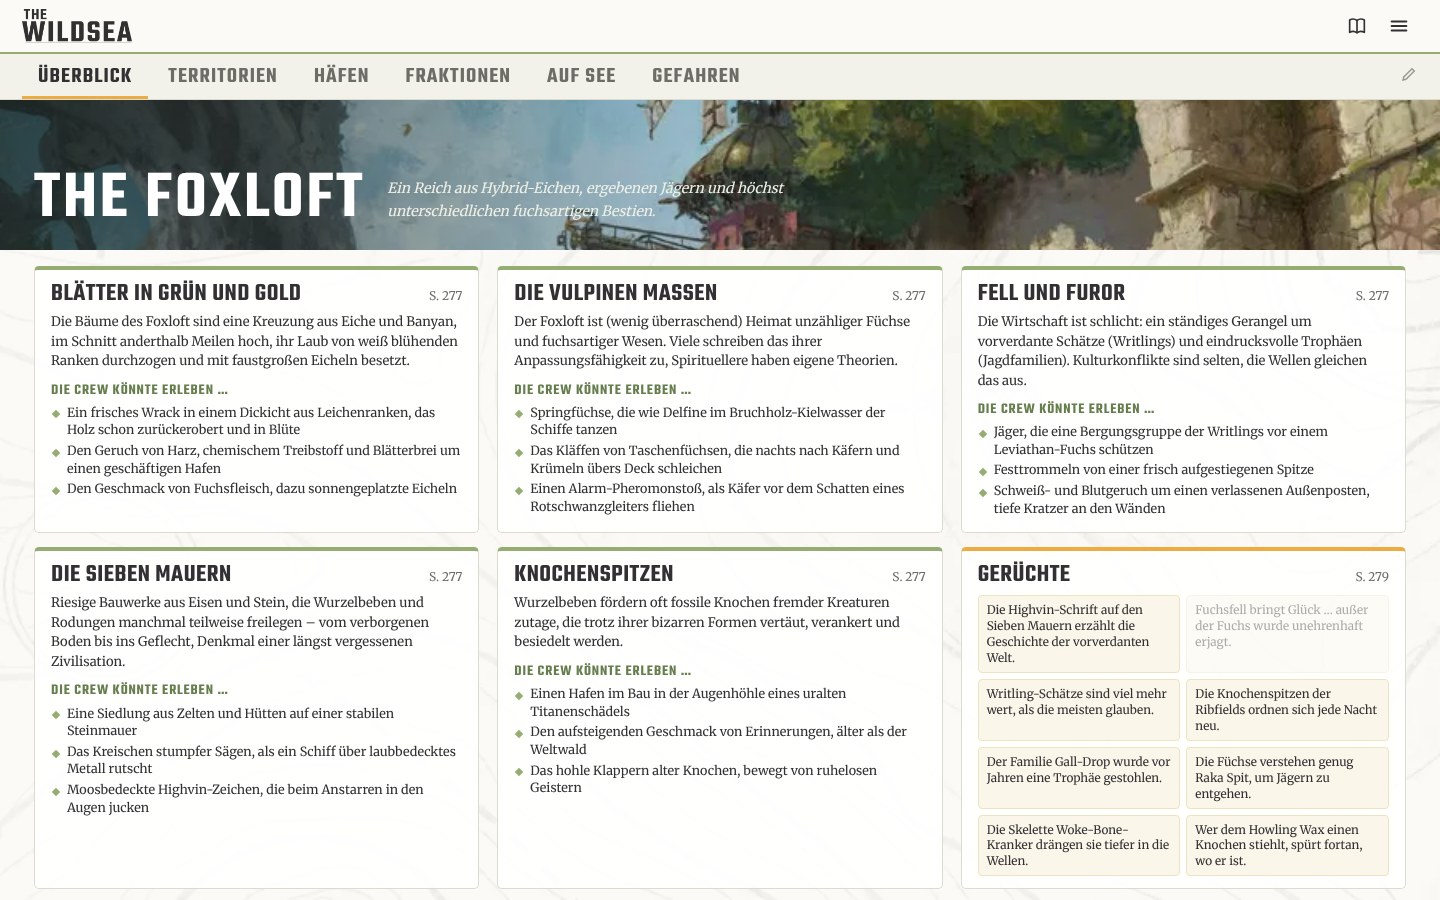 THE
WILDSEA
ÜBERBLICK
TERRITORIEN
HÄFEN
FRAKTIONEN
AUF SEE
GEFAHREN
THE FOXLOFT
Ein Reich aus Hybrid-Eichen, ergebenen Jägern und höchst
unterschiedlichen fuchsartigen Bestien.
BLÄTTER IN GRÜN UND GOLD
S. 277
Die Bäume des Foxloft sind eine Kreuzung aus Eiche und Banyan,
im Schnitt anderthalb Meilen hoch, ihr Laub von weiß blühenden
Ranken durchzogen und mit faustgroßen Eicheln besetzt.
DIE CREW KÖNNTE ERLEBEN ...
Ein frisches Wrack in einem Dickicht aus Leichenranken, das
Holz schon zurückerobert und in Blüte
Den Geruch von Harz, chemischem Treibstoff und Blätterbrei um
einen geschäftigen Hafen
Den Geschmack von Fuchsfleisch, dazu sonnengeplatzte Eicheln
DIE VULPINEN MASSEN
S. 277
Der Foxloft ist (wenig überraschend) Heimat unzähliger Füchse
und fuchsartiger Wesen. Viele schreiben das ihrer
Anpassungsfähigkeit zu, Spirituellere haben eigene Theorien.
DIE CREW KÖNNTE ERLEBEN ...
Springfüchse, die wie Delfine im Bruchholz-Kielwasser der
Schiffe tanzen
Das Kläffen von Taschenfüchsen, die nachts nach Käfern und
Krümeln übers Deck schleichen
Einen Alarm-Pheromonstoß, als Käfer vor dem Schatten eines
Rotschwanzgleiters fliehen
FELL UND FUROR
S. 277
Die Wirtschaft ist schlicht: ein ständiges Gerangel um
vorverdante Schätze (Writlings) und eindrucksvolle Trophäen
(Jagdfamilien). Kulturkonflikte sind selten, die Wellen gleichen
das aus.
DIE CREW KÖNNTE ERLEBEN ...
Jäger, die eine Bergungsgruppe der Writlings vor einem
Leviathan-Fuchs schützen
Festtrommeln von einer frisch aufgestiegenen Spitze
Schweiß- und Blutgeruch um einen verlassenen Außenposten,
tiefe Kratzer an den Wänden
DIE SIEBEN MAUERN
S. 277
Riesige Bauwerke aus Eisen und Stein, die Wurzelbeben und
Rodungen manchmal teilweise freilegen – vom verborgenen
Boden bis ins Geflecht, Denkmal einer längst vergessenen
Zivilisation.
DIE CREW KÖNNTE ERLEBEN ...
Eine Siedlung aus Zelten und Hütten auf einer stabilen
Steinmauer
Das Kreischen stumpfer Sägen, als ein Schiff über laubbedecktes
Metall rutscht
Moosbedeckte Highvin-Zeichen, die beim Anstarren in den
Augen jucken
KNOCHENSPITZEN
S. 277
Wurzelbeben fördern oft fossile Knochen fremder Kreaturen
zutage, die trotz ihrer bizarren Formen vertäut, verankert und
besiedelt werden.
DIE CREW KÖNNTE ERLEBEN ...
Einen Hafen im Bau in der Augenhöhle eines uralten
Titanenschädels
Den aufsteigenden Geschmack von Erinnerungen, älter als der
Weltwald
Das hohle Klappern alter Knochen, bewegt von ruhelosen
Geistern
GERÜCHTE
S. 279
Die Highvin-Schrift auf den
Sieben Mauern erzählt die
Geschichte der vorverdanten
Welt.
Fuchsfell bringt Glück ... außer
der Fuchs wurde unehrenhaft
erjagt.
Writling-Schätze sind viel mehr
wert, als die meisten glauben.
Die Knochenspitzen der
Ribfields ordnen sich jede Nacht
neu.
Der Familie Gall-Drop wurde vor
Jahren eine Trophäe gestohlen.
Die Füchse verstehen genug
Raka Spit, um Jägern zu
entgehen.
Die Skelette Woke-Bone-
Kranker drängen sie tiefer in die
Wellen.
Wer dem Howling Wax einen
Knochen stiehlt, spürt fortan,
wo er ist.